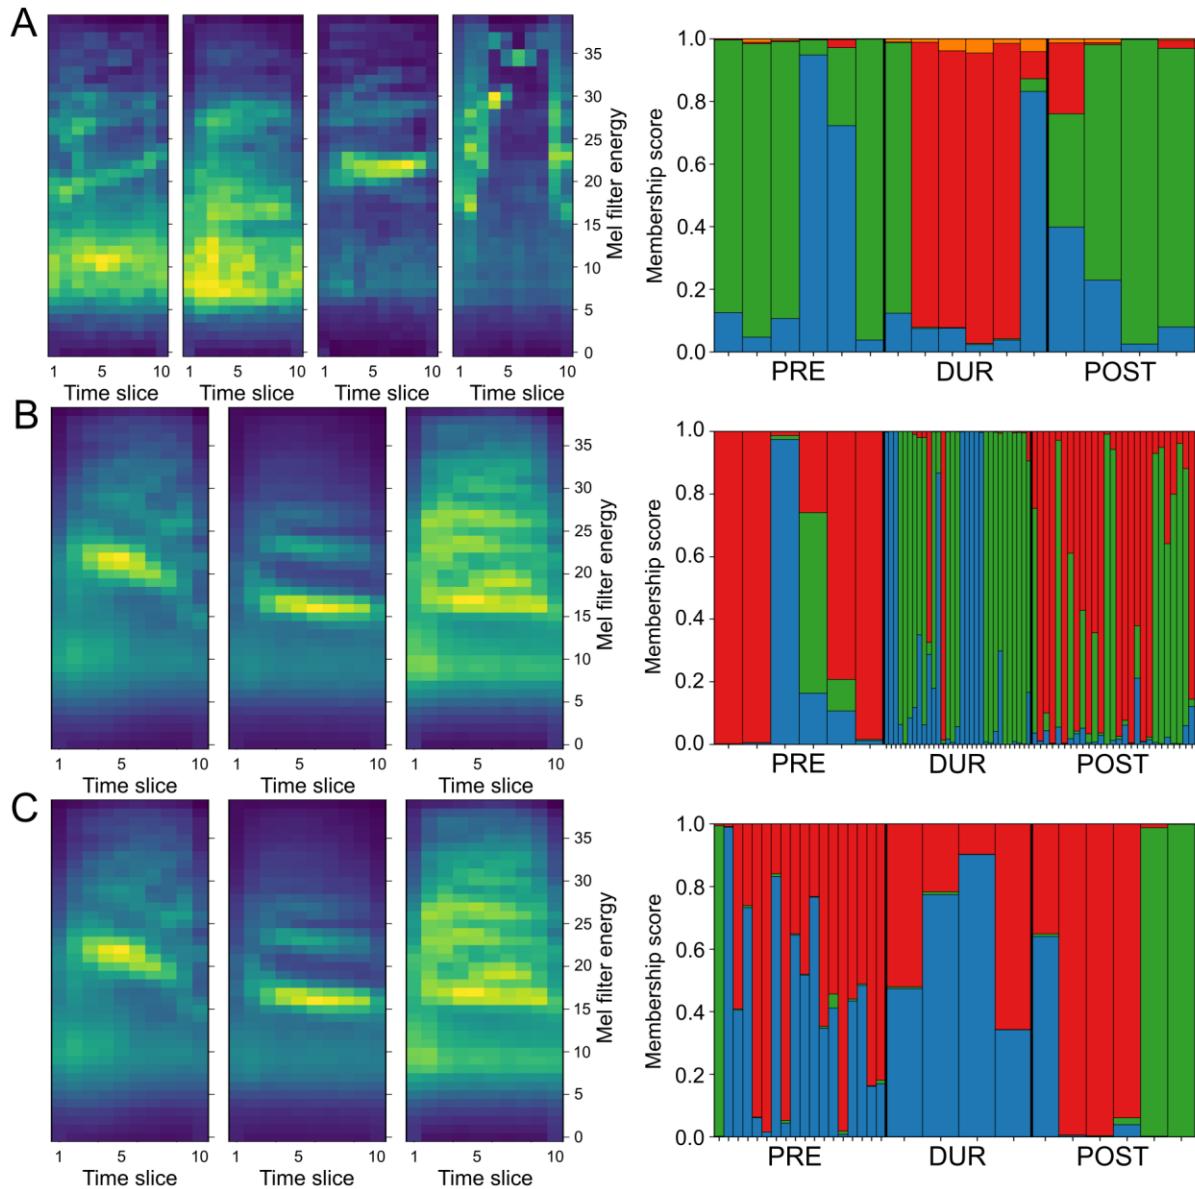 A
35
30
25
20
15
10
5
0
Mel filter energy
1 5 10 1 5 10 1 5 10 1 5 10
Time slice Time slice Time slice Time slice
1.0
0.8
0.6
0.4
0.2
0.0
Membership score
PRE DUR POST
B
35
30
25
20
15
10
5
0
Mel filter energy
1 5 10 1 5 10 1 5 10
Time slice Time slice Time slice
1.0
0.8
0.6
0.4
0.2
0.0
Membership score
PRE DUR POST
C
35
30
25
20
15
10
5
0
Mel filter energy
1 5 10 1 5 10 1 5 10
Time slice Time slice Time slice
1.0
0.8
0.6
0.4
0.2
0.0
Membership score
PRE DUR POST